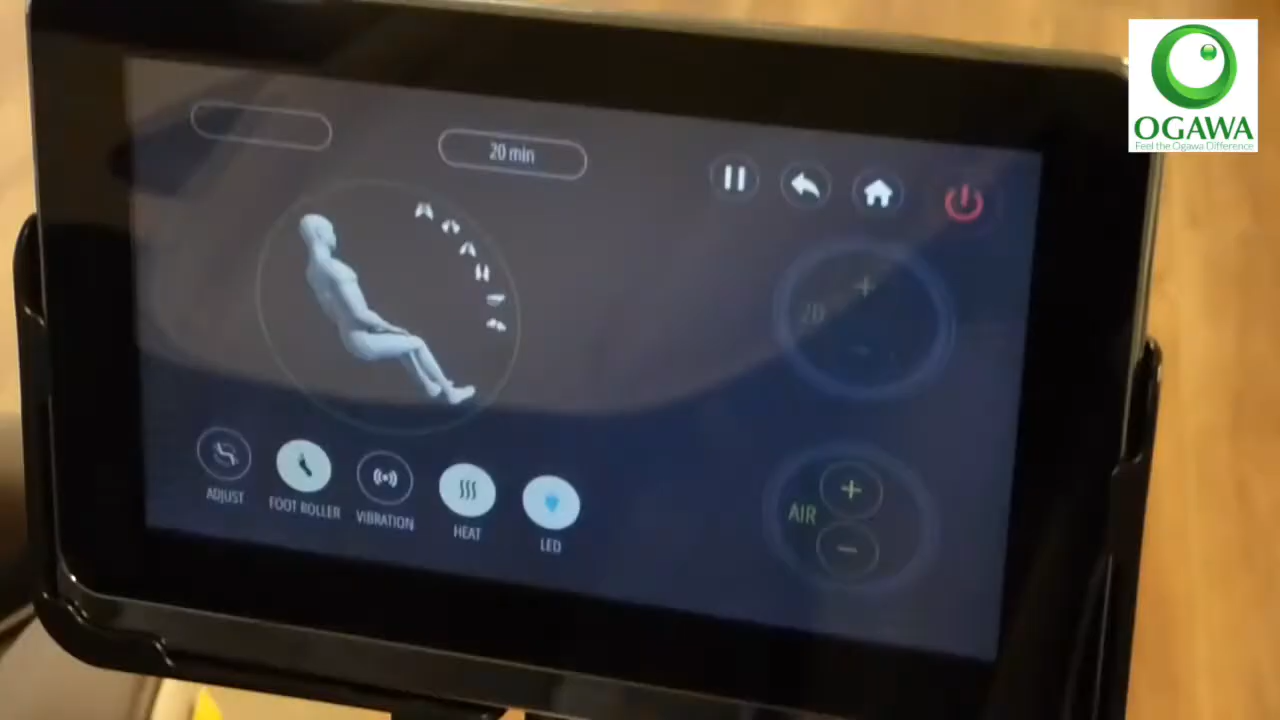 20 min
2D
AIR
ADJUST
FOOT ROLLER
VIBRATION
HEAT
LED
OGAWA
Feel the Ogawa Difference